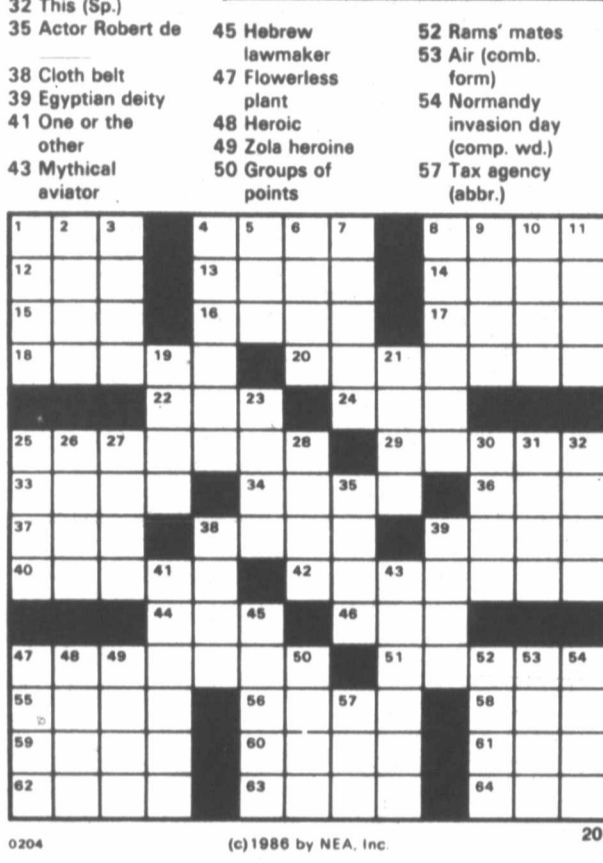 32 This (Sp.)
35 Actor Robert de
38 Cloth belt
39 Egyptian deity
41 One or the
other
43 Mythical
aviator
45 Hebrew
lawmaker
47 Flowerless
plant
48 Heroic
49 Zola heroine
50 Groups of
points
52 Rams' mates
53 Air (comb.
form)
54 Normandy
invasion day
(comp. wd.)
57 Tax agency
(abbr.)
1 2 3 4 5 6 7 8 9 10 11
12 13 14
15 16 17
18 19 20 21
22 23 24
25 26 27 28 29 30 31 32
33 34 35 36
37 38 39
40 41 42 43
44 45 46
47 48 49 50 51 52 53 54
55 56 57 58
59 60 61
62 63 64
0204 (c)1986 by NEA, Inc. 20